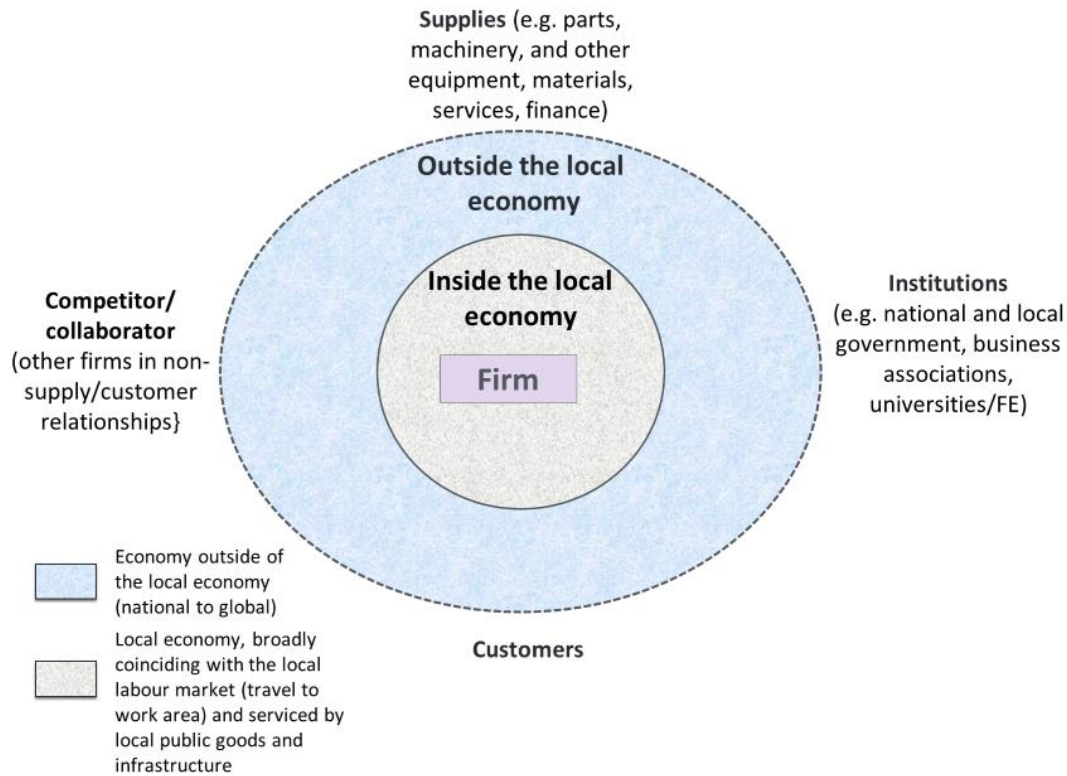 Supplies (e.g. parts,
machinery, and other
equipment, materials,
services, finance)
Outside the local
economy
Inside the local
economy
Firm
Competitor/
collaborator
(other firms in non-
supply/customer
relationships}
Institutions
(e.g. national and local
government, business
associations,
universities/FE)
Customers
Economy outside of
the local economy
(national to global)
Local economy, broadly
coinciding with the local
labour market (travel to
work area) and serviced by
local public goods and
infrastructure